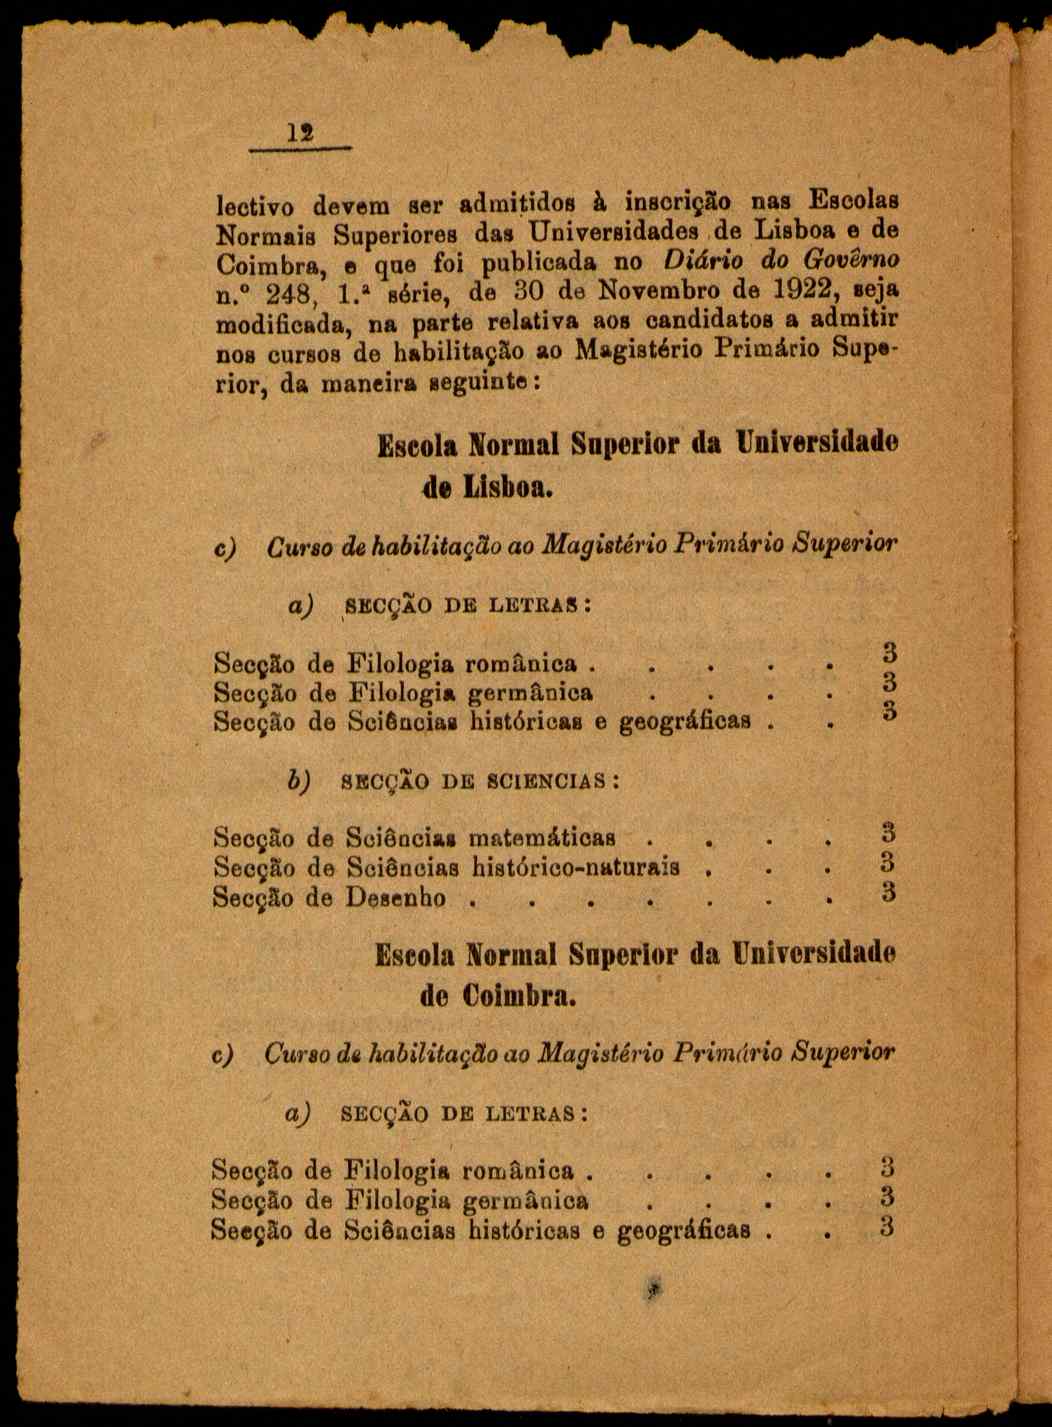 12
lectivo devem ser admitidos à inscrição nas Escolas
Normais Superiores das Universidades de Lisboa e de
Coimbra, e que foi publicada no Diário do Govêrno
n.º 248, 1.ª série, de 30 de Novembro de 1922, seja
modificada, na parte relativa aos candidatos a admitir
nos cursos de habilitação ao Magistério Primário Supe-
rior, da maneira seguinte:
Escola Normal Superior da Universidade
de Lisboa.
c) Curso de habilitação ao Magistério Primário Superior
a) SECÇÃO DE LETRAS:
Secção de Filologia românica . . . . . 3
Secção de Filologia germânica . . . . 3
Secção de Sciências históricas e geográficas . . 3
b) SECÇÃO DE SCIENCIAS:
Secção de Sciências matemáticas . . . . 3
Secção de Sciências histórico-naturais . . . 3
Secção de Desenho . . . . . . . 3
Escola Normal Superior da Universidade
de Coimbra.
c) Curso de habilitação ao Magistério Primário Superior
a) SECÇÃO DE LETRAS:
Secção de Filologia românica . . . . . 3
Secção de Filologia germânica . . . . 3
Secção de Sciências históricas e geográficas . . 3